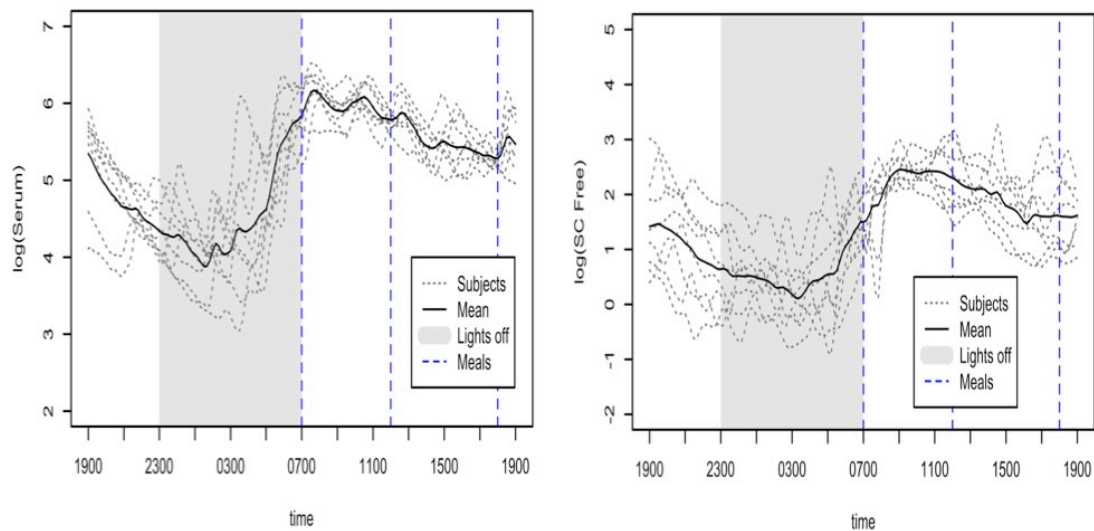 7
6
5
4
3
2
log(Serum)
Subjects
Mean
Lights off
Meals
1900 2300 0300 0700 1100 1500 1900
time
5
4
3
2
1
0
-1
-2
log(SC Free)
Subjects
Mean
Lights off
Meals
1900 2300 0300 0700 1100 1500 1900
time